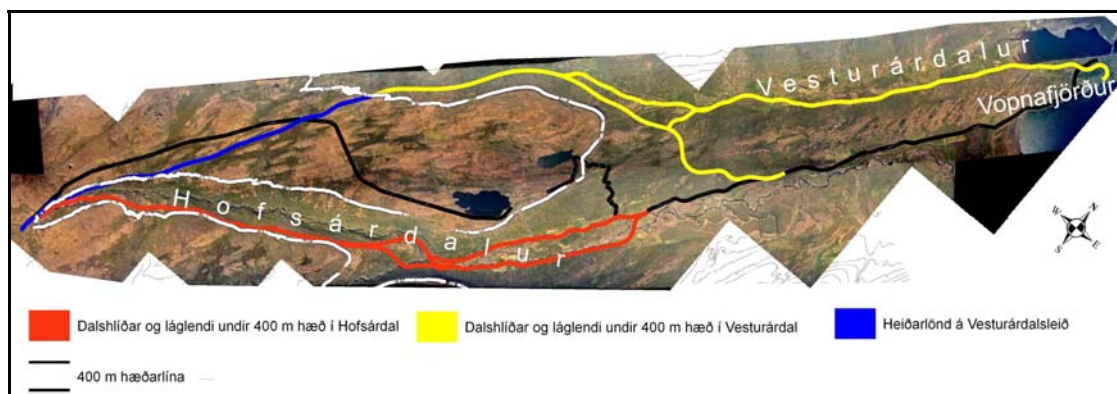 Vesturárdalur
Vopnafjörður
Hofsárdalur
N
W
E
S
Dalshlíðar og láglendi undir 400 m hæð í Hofsárdal
Dalshlíðar og láglendi undir 400 m hæð í Vesturárdal
Heiðarlönd á Vesturárdalsleið
400 m hæðarlína